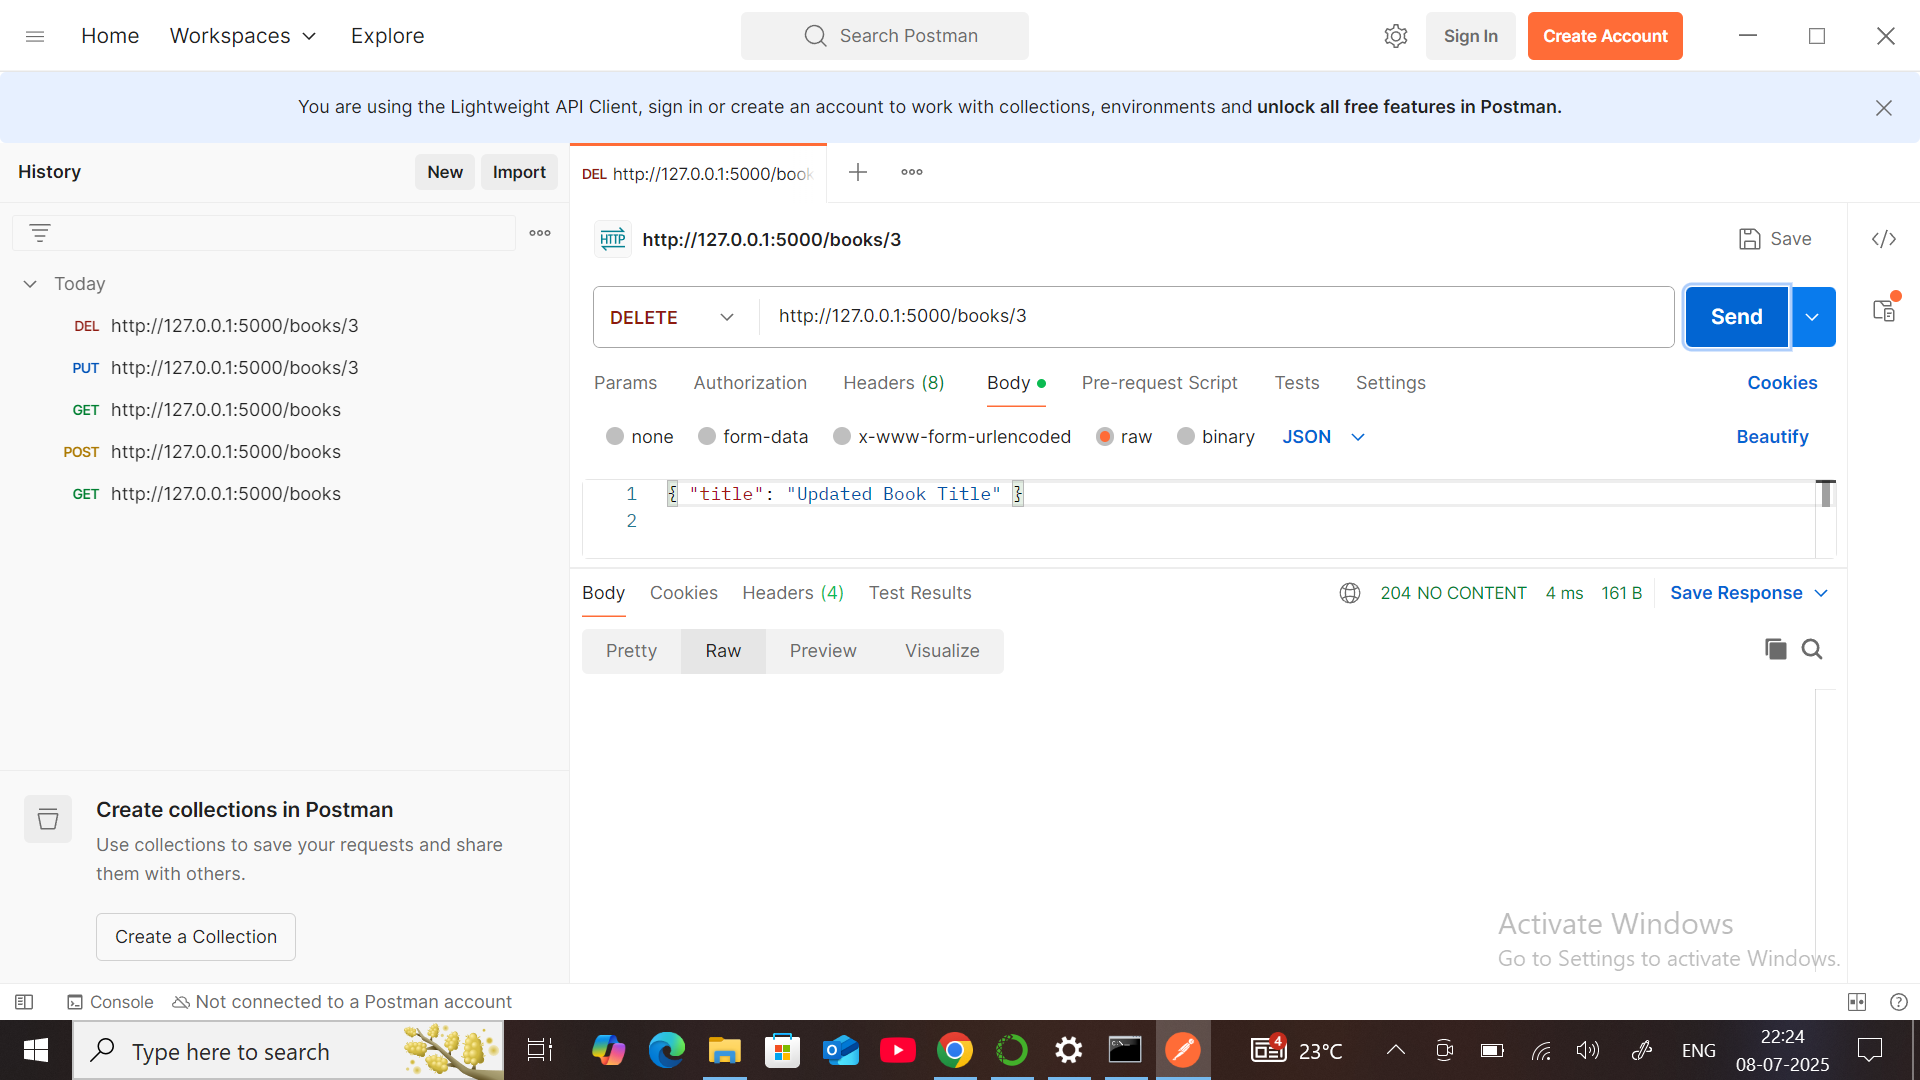 Home
Workspaces
Explore
Search Postman
Sign In
Create Account
You are using the Lightweight API Client, sign in or create an account to work with collections, environments and unlock all free features in Postman.
History
New
Import
DEL http://127.0.0.1:5000/book
HTTP
http://127.0.0.1:5000/books/3
Save
Today
DEL http://127.0.0.1:5000/books/3
PUT http://127.0.0.1:5000/books/3
GET http://127.0.0.1:5000/books
POST http://127.0.0.1:5000/books
GET http://127.0.0.1:5000/books
DELETE
http://127.0.0.1:5000/books/3
Send
Params
Authorization
Headers (8)
Body
Pre-request Script
Tests
Settings
Cookies
none
form-data
x-www-form-urlencoded
raw
binary
JSON
Beautify
1 { "title": "Updated Book Title" }
2
Body
Cookies
Headers (4)
Test Results
204 NO CONTENT
4 ms
161 B
Save Response
Pretty
Raw
Preview
Visualize
Create collections in Postman
Use collections to save your requests and share
them with others.
Create a Collection
Activate Windows
Go to Settings to activate Windows.
Console
Not connected to a Postman account
Type here to search
4
23°C
ENG
22:24
08-07-2025